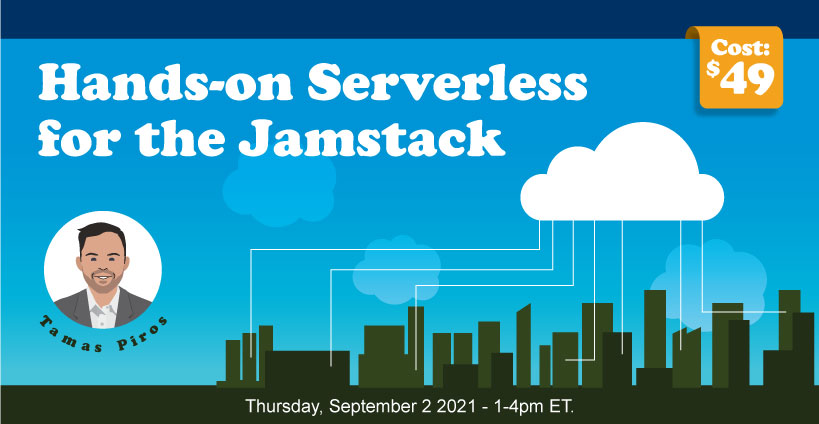 Hands-on Serverless
for the Jamstack
Cost:
$49
Tamas Piros
Thursday, September 2 2021 - 1-4pm ET.